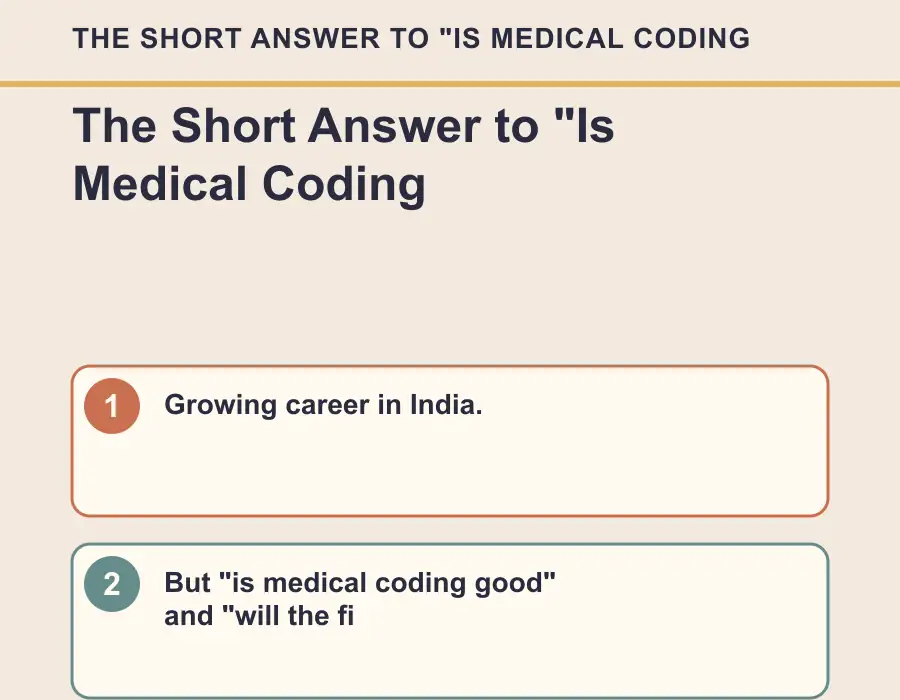 THE SHORT ANSWER TO "IS MEDICAL CODING
The Short Answer to "Is
Medical Coding
1
Growing career in India.
2
But "is medical coding good"
and "will the fi